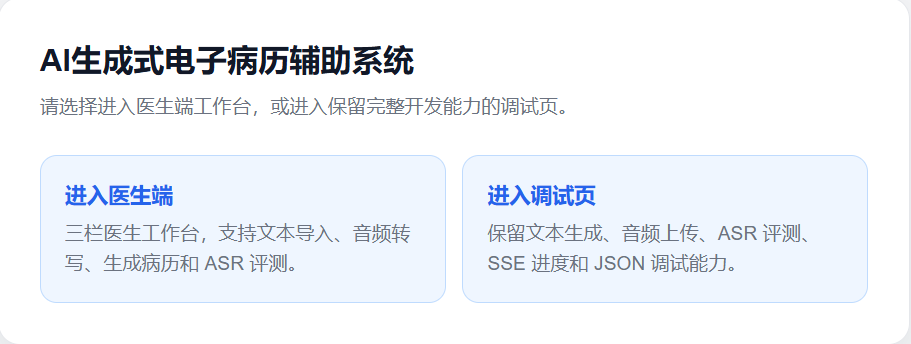 AI生成式电子病历辅助系统
请选择进入医生端工作台，或进入保留完整开发能力的调试页。
进入医生端
三栏医生工作台，支持文本导入、音频转
写、生成病历和 ASR 评测。
进入调试页
保留文本生成、音频上传、ASR 评测、
SSE 进度和 JSON 调试能力。